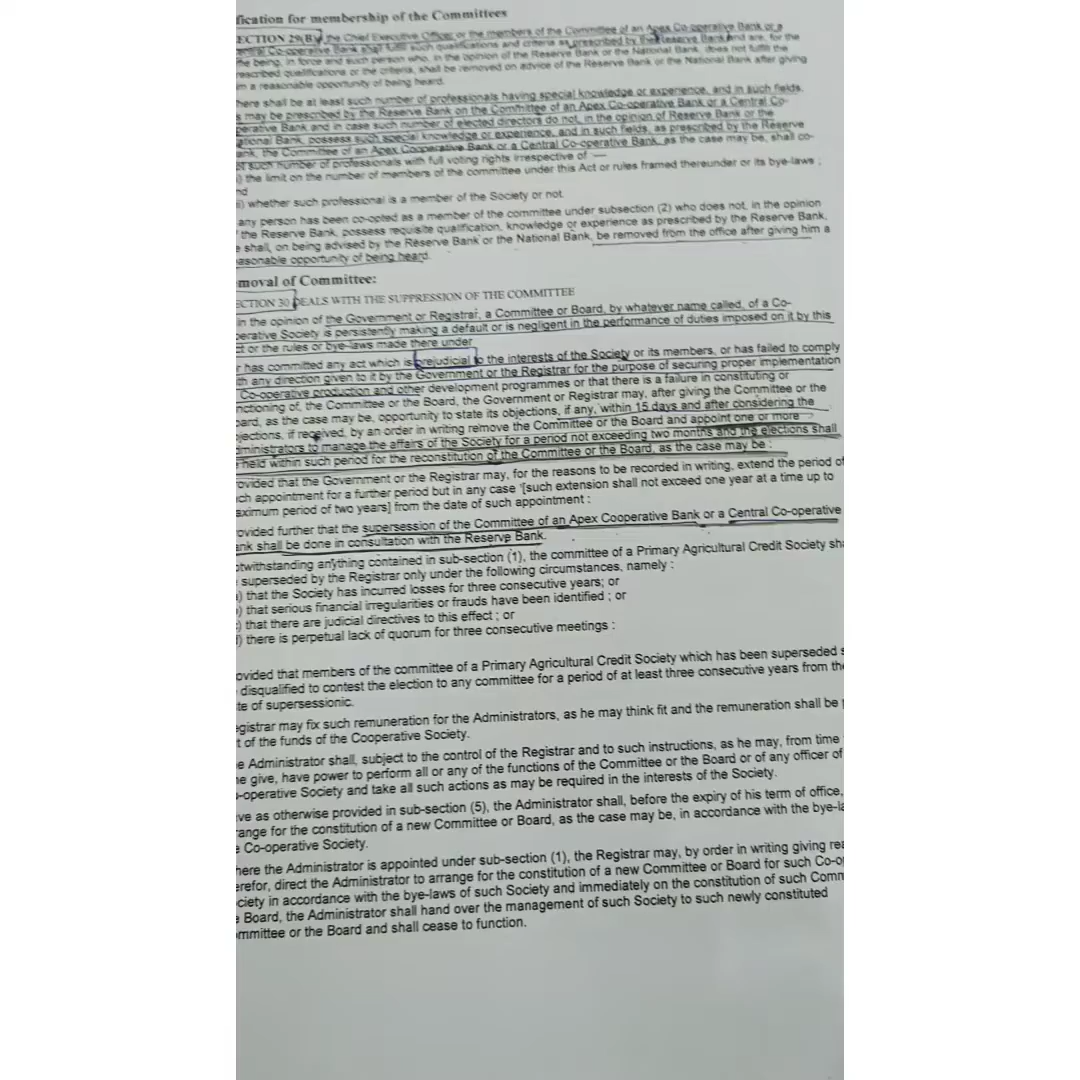 fication for membership of the Committees
ECTION 29(B) the Chief Executive Officer or the members of the Committee of an Apex Co-operative Bank or a
ntral Co-operative Bank shall fulfil such qualifications and criteria as prescribed by the Reserve Bank and are, for the
me being, in force and such person who, in the opinion of the Reserve Bank or the National Bank, does not fulfil the
rescribed qualifications or the criteria, shall be removed on advice of the Reserve Bank or the National Bank after giving
im a reasonable opportunity of being heard.
here shall be at least such number of professionals having special knowledge or experience, and in such fields,
s may be prescribed by the Reserve Bank on the Committee of an Apex Co-operative Bank or a Central Co-
perative Bank and in case such number of elected directors do not, in the opinion of Reserve Bank or the
ational Bank, possess such special knowledge or experience, and in such fields, as prescribed by the Reserve
ank, the Committee of an Apex Cooperative Bank or a Central Co-operative Bank, as the case may be, shall co-
pt such number of professionals with full voting rights irrespective of —
) the limit on the number of members of the committee under this Act or rules framed thereunder or its bye-laws ;
nd
ii) whether such professional is a member of the Society or not.
any person has been co-opted as a member of the committee under subsection (2) who does not, in the opinion
f the Reserve Bank, possess requisite qualification, knowledge or experience as prescribed by the Reserve Bank,
e shall, on being advised by the Reserve Bank or the National Bank, be removed from the office after giving him a
easonable opportunity of being heard.
moval of Committee:
ECTION 30 DEALS WITH THE SUPPRESSION OF THE COMMITTEE
in the opinion of the Government or Registrar, a Committee or Board, by whatever name called, of a Co-
perative Society is persistently making a default or is negligent in the performance of duties imposed on it by this
ct or the rules or bye-laws made there under
r has committed any act which is prejudicial to the interests of the Society or its members, or has failed to comply
th any direction given to it by the Government or the Registrar for the purpose of securing proper implementation
Co-operative production and other development programmes or that there is a failure in constituting or
nctioning of, the Committee or the Board, the Government or Registrar may, after giving the Committee or the
oard, as the case may be, opportunity to state its objections, if any, within 15 days and after considering the
jections, if received, by an order in writing remove the Committee or the Board and appoint one or more
dministrators to manage the affairs of the Society for a period not exceeding two months and the elections shall
held within such period for the reconstitution of the Committee or the Board, as the case may be :
ovided that the Government or the Registrar may, for the reasons to be recorded in writing, extend the period of
ch appointment for a further period but in any case '[such extension shall not exceed one year at a time up to
aximum period of two years] from the date of such appointment :
ovided further that the supersession of the Committee of an Apex Cooperative Bank or a Central Co-operative
ank shall be done in consultation with the Reserve Bank.
otwithstanding anything contained in sub-section (1), the committee of a Primary Agricultural Credit Society sha
superseded by the Registrar only under the following circumstances, namely :
) that the Society has incurred losses for three consecutive years; or
) that serious financial irregularities or frauds have been identified ; or
) that there are judicial directives to this effect ; or
) there is perpetual lack of quorum for three consecutive meetings :
ovided that members of the committee of a Primary Agricultural Credit Society which has been superseded s
disqualified to contest the election to any committee for a period of at least three consecutive years from the
te of supersessionic.
egistrar may fix such remuneration for the Administrators, as he may think fit and the remuneration shall be p
t of the funds of the Cooperative Society.
e Administrator shall, subject to the control of the Registrar and to such instructions, as he may, from time
ne give, have power to perform all or any of the functions of the Committee or the Board or of any officer of
o-operative Society and take all such actions as may be required in the interests of the Society.
ve as otherwise provided in sub-section (5), the Administrator shall, before the expiry of his term of office,
range for the constitution of a new Committee or Board, as the case may be, in accordance with the bye-la
e Co-operative Society.
here the Administrator is appointed under sub-section (1), the Registrar may, by order in writing giving rea
erefor, direct the Administrator to arrange for the constitution of a new Committee or Board for such Co-o
ciety in accordance with the bye-laws of such Society and immediately on the constitution of such Comm
e Board, the Administrator shall hand over the management of such Society to such newly constituted
mmittee or the Board and shall cease to function.